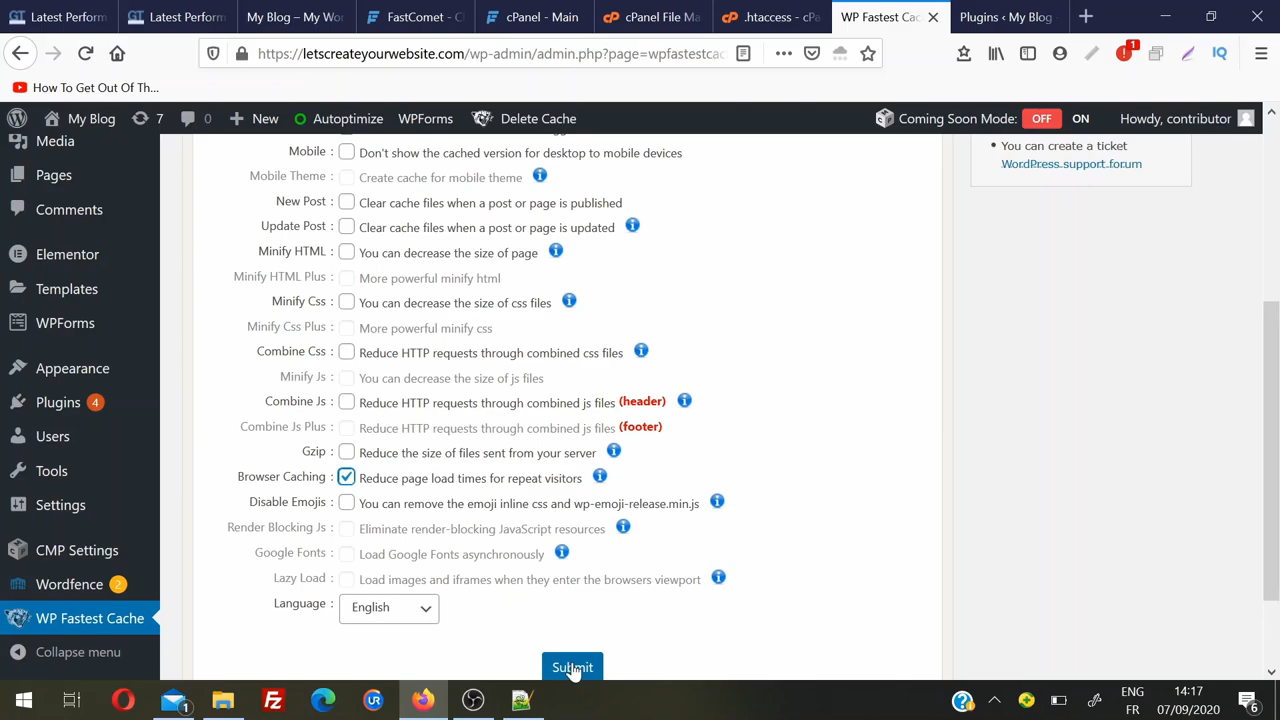 Latest Perform
Latest Perform
My Blog – My Wo
FastComet - C
cPanel - Main
cPanel File Ma
.htaccess - cPa
WP Fastest Cac
Plugins ‹ My Blog
https://letscreateyourwebsite.com/wp-admin/admin.php?page=wpfastestcac
1
How To Get Out Of Th...
My Blog
7
0
New
Autoptimize
WPForms
Delete Cache
Coming Soon Mode:
OFF
ON
Howdy, contributor
Media
Pages
Comments
Elementor
Templates
WPForms
Appearance
Plugins 4
Users
Tools
Settings
CMP Settings
Wordfence 2
WP Fastest Cache
Collapse menu
Mobile : Don't show the cached version for desktop to mobile devices
Mobile Theme : Create cache for mobile theme
New Post : Clear cache files when a post or page is published
Update Post : Clear cache files when a post or page is updated
Minify HTML : You can decrease the size of page
Minify HTML Plus : More powerful minify html
Minify Css : You can decrease the size of css files
Minify Css Plus : More powerful minify css
Combine Css : Reduce HTTP requests through combined css files
Minify Js : You can decrease the size of js files
Combine Js : Reduce HTTP requests through combined js files (header)
Combine Js Plus : Reduce HTTP requests through combined js files (footer)
Gzip : Reduce the size of files sent from your server
Browser Caching : Reduce page load times for repeat visitors
Disable Emojis : You can remove the emoji inline css and wp-emoji-release.min.js
Render Blocking Js : Eliminate render-blocking JavaScript resources
Google Fonts : Load Google Fonts asynchronously
Lazy Load : Load images and iframes when they enter the browsers viewport
Language : English
Submit
You can create a ticket
WordPress support forum
1
ENG
FR
14:17
07/09/2020
6